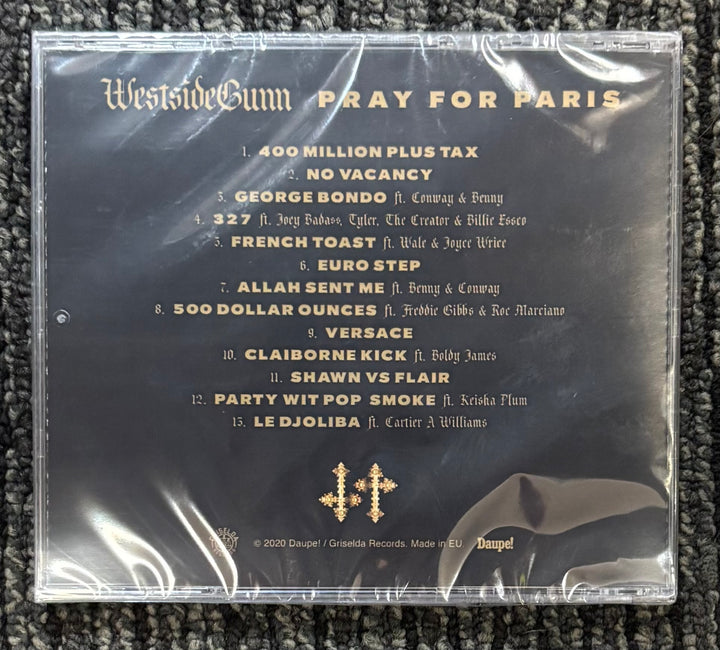 WestsideGunn PRAY FOR PARIS
1. 400 MILLION PLUS TAX
2. NO VACANCY
3. GEORGE BONDO ft. Conway & Benny
4. 327 ft. Joey Badass, Tyler, The Creator & Billie Essco
5. FRENCH TOAST ft. Wale & Joyce Wrice
6. EURO STEP
7. ALLAH SENT ME ft. Benny & Conway
8. 500 DOLLAR OUNCES ft. Freddie Gibbs & Roc Marciano
9. VERSACE
10. CLAIBORNE KICK ft. Boldy James
11. SHAWN VS FLAIR
12. PARTY WIT POP SMOKE ft. Keisha Plum
13. LE DJOLIBA ft. Cartier A Williams
© 2020 Daupe! / Griselda Records. Made in EU. Daupe!